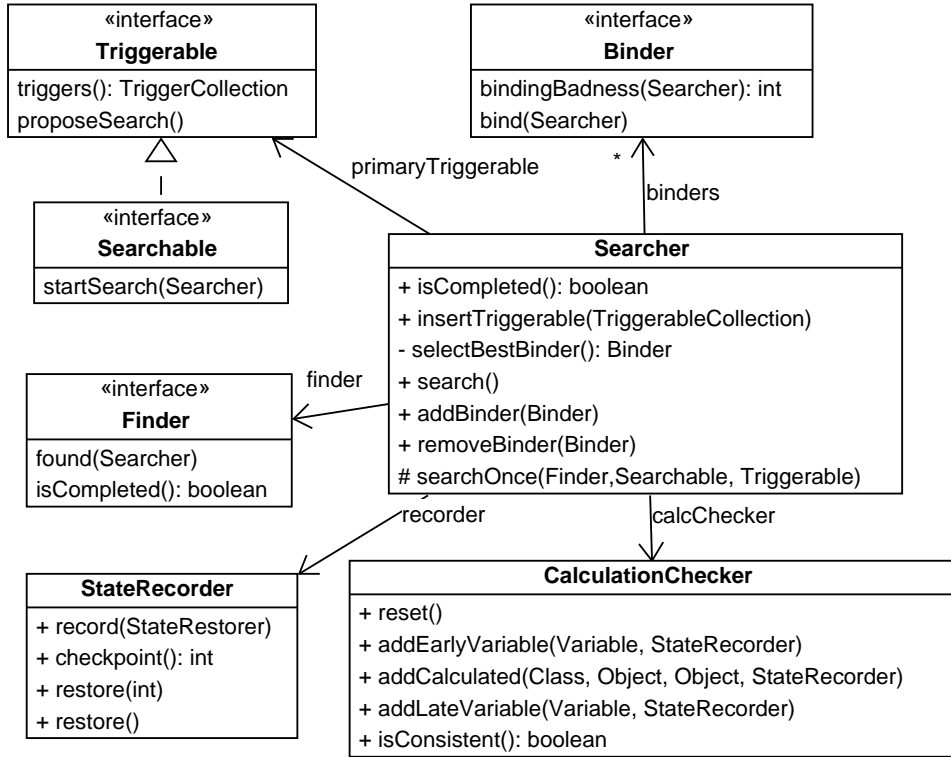 «interface»
Triggerable
triggers(): TriggerCollection
proposeSearch()
«interface»
Binder
bindingBadness(Searcher): int
bind(Searcher)
primaryTriggerable
*
binders
«interface»
Searchable
startSearch(Searcher)
Searcher
+ isCompleted(): boolean
+ insertTriggerable(TriggerableCollection)
- selectBestBinder(): Binder
+ search()
+ addBinder(Binder)
+ removeBinder(Binder)
# searchOnce(Finder,Searchable, Triggerable)
finder
«interface»
Finder
found(Searcher)
isCompleted(): boolean
recorder
calcChecker
StateRecorder
+ record(StateRestorer)
+ checkpoint(): int
+ restore(int)
+ restore()
CalculationChecker
+ reset()
+ addEarlyVariable(Variable, StateRecorder)
+ addCalculated(Class, Object, Object, StateRecorder)
+ addLateVariable(Variable, StateRecorder)
+ isConsistent(): boolean